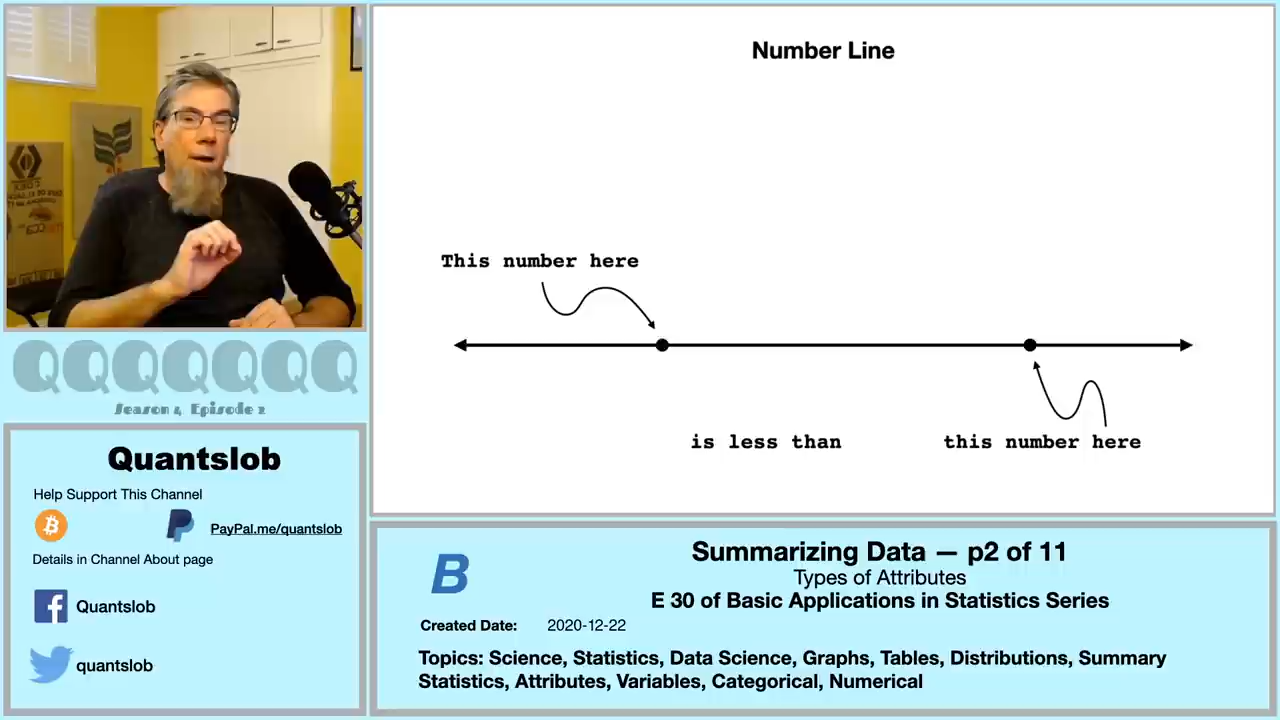 Number Line
This number here
is less than
this number here
QQQQQQQ
Season 4 Episode 2
Quantslob
Help Support This Channel
PayPal.me/quantslob
Details in Channel About page
Quantslob
quantslob
B
Summarizing Data — p2 of 11
Types of Attributes
E 30 of Basic Applications in Statistics Series
Created Date: 2020-12-22
Topics: Science, Statistics, Data Science, Graphs, Tables, Distributions, Summary
Statistics, Attributes, Variables, Categorical, Numerical